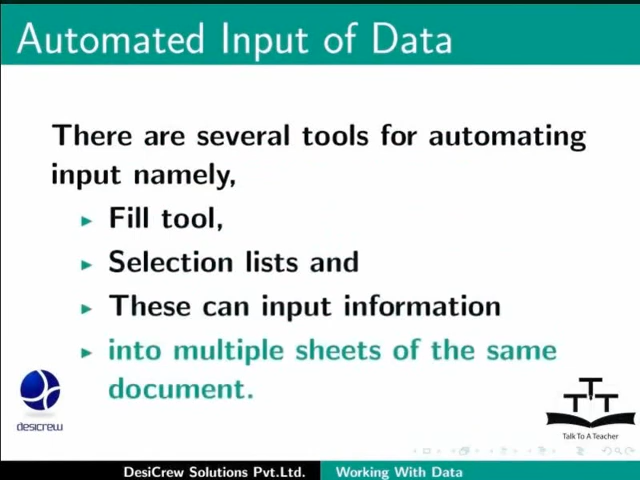 Automated Input of Data
There are several tools for automating
input namely,
Fill tool,
Selection lists and
These can input information
into multiple sheets of the same
document.
desicrew
TTT
Talk To A Teacher
DesiCrew Solutions Pvt.Ltd.
Working With Data